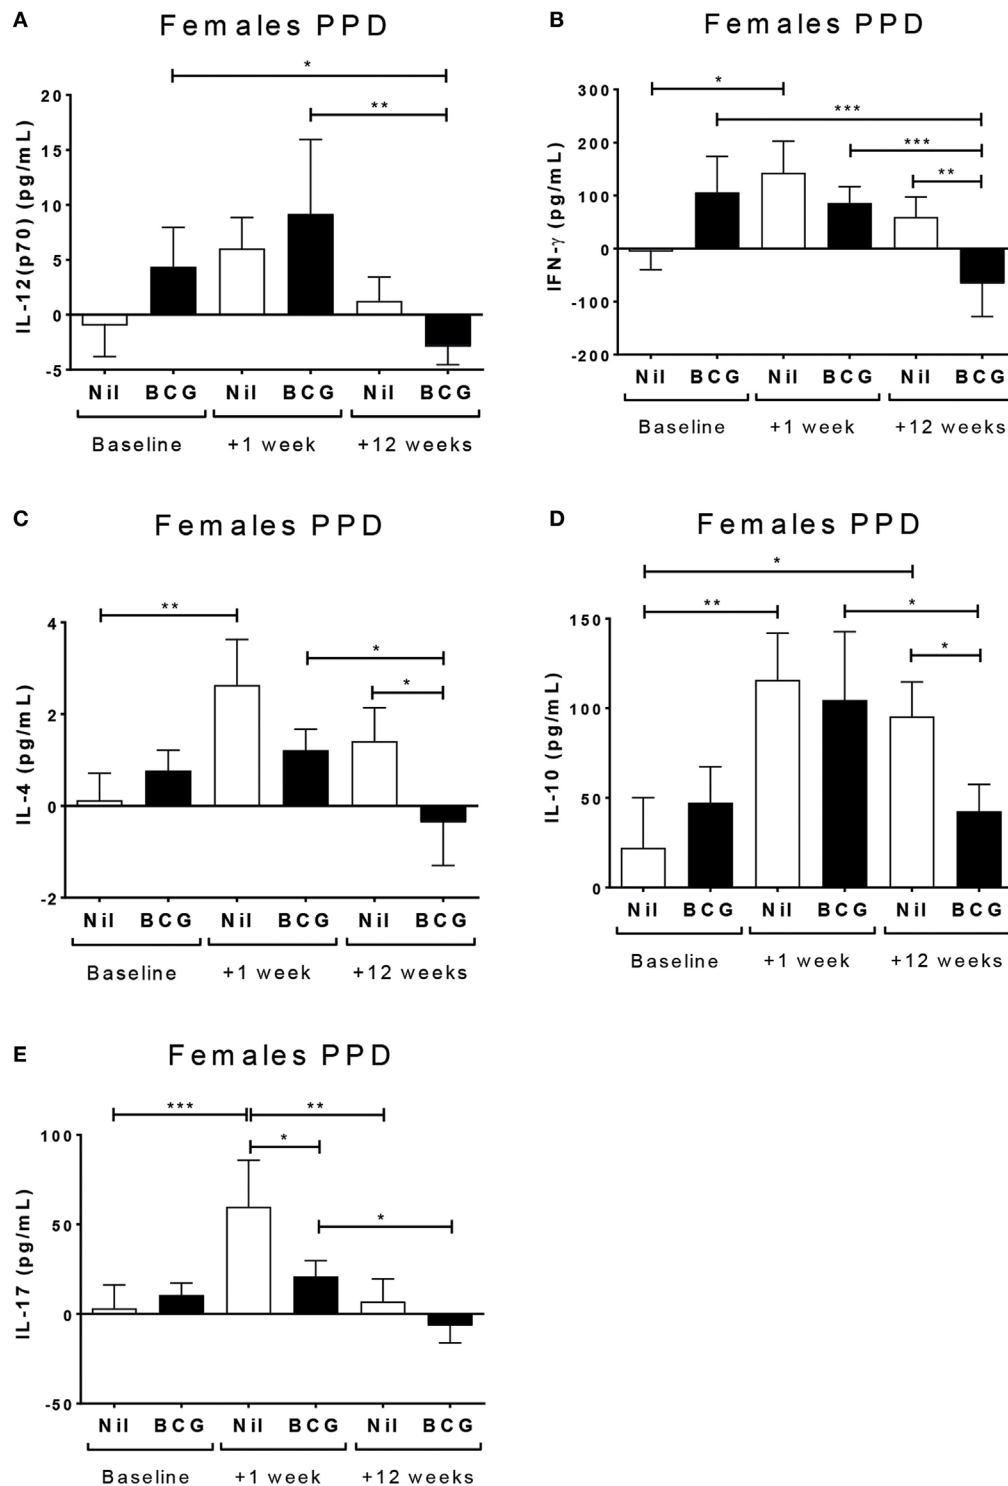 A
Females PPD
*
**
20
15
10
5
0
-5
IL-12(p70) (pg/mL)
Nil BCG Nil BCG Nil BCG
Baseline +1 week +12 weeks
B
Females PPD
*
***
***
**
300
200
100
0
-100
-200
IFN-γ (pg/mL)
Nil BCG Nil BCG Nil BCG
Baseline +1 week +12 weeks
C
Females PPD
**
*
*
4
2
0
-2
IL-4 (pg/mL)
Nil BCG Nil BCG Nil BCG
Baseline +1 week +12 weeks
D
Females PPD
*
**
*
*
150
100
50
0
IL-10 (pg/mL)
Nil BCG Nil BCG Nil BCG
Baseline +1 week +12 weeks
E
Females PPD
***
**
*
*
100
50
0
-50
IL-17 (pg/mL)
Nil BCG Nil BCG Nil BCG
Baseline +1 week +12 weeks